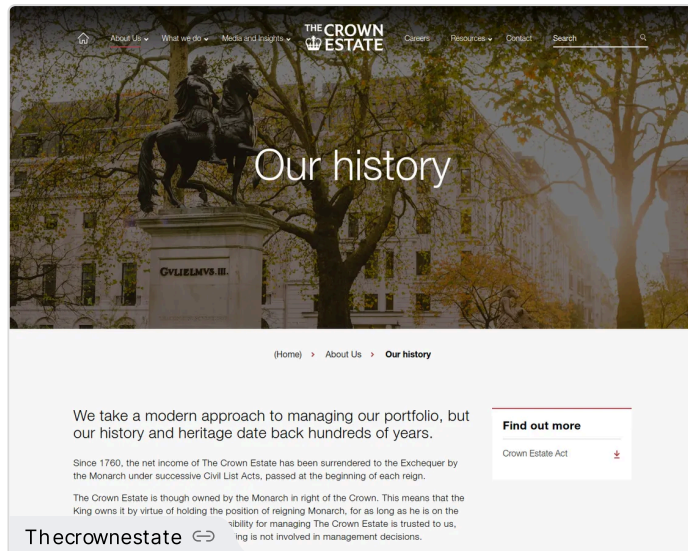 About Us
What we do
Media and Insights
THE CROWN
ESTATE
Careers
Resources
Contact
Search
Our history
GVLIELMVS.III.
(Home) > About Us > Our history
We take a modern approach to managing our portfolio, but
our history and heritage date back hundreds of years.
Since 1760, the net income of The Crown Estate has been surrendered to the Exchequer by
the Monarch under successive Civil List Acts, passed at the beginning of each reign.
The Crown Estate is though owned by the Monarch in right of the Crown. This means that the
King owns it by virtue of holding the position of reigning Monarch, for as long as he is on the
sibility for managing The Crown Estate is trusted to us,
ing is not involved in management decisions.
Find out more
Crown Estate Act
Thecrownestate